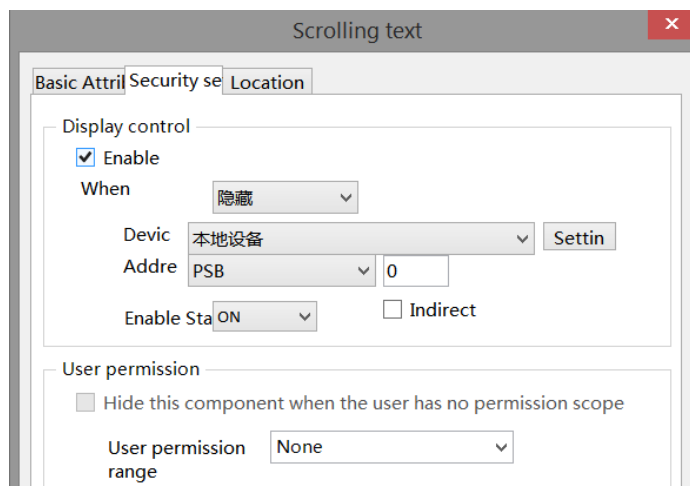 Scrolling text
Basic Attril Security se Location
Display control
Enable
When 隐藏
Devic 本地设备 Settin
Addre PSB 0
Enable Sta ON Indirect
User permission
Hide this component when the user has no permission scope
User permission None
range